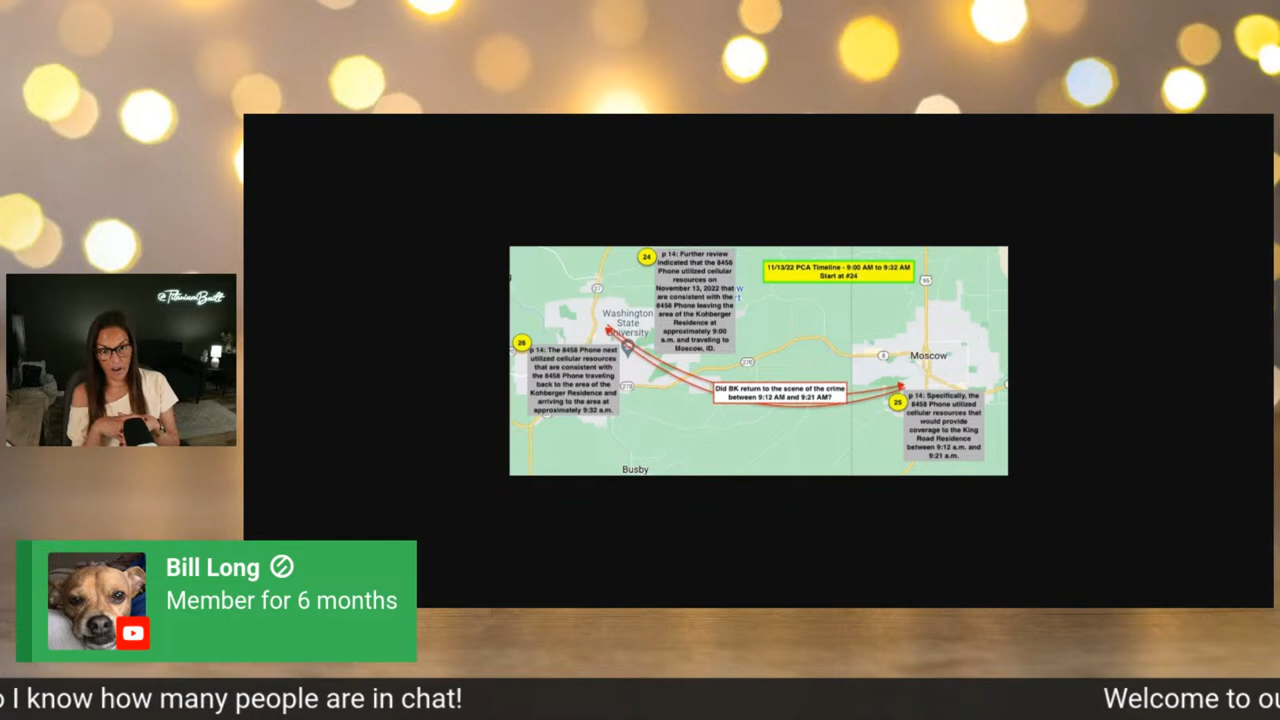 @TitaniumBuilt
24
p 14: Further review
indicated that the 8458
Phone utilized cellular
resources on
November 13, 2022 that
are consistent with the
8458 Phone leaving the
area of the Kohberger
Residence at
approximately 9:00
a.m. and traveling to
Moscow, ID.
11/13/22 PCA Timeline - 9:00 AM to 9:32 AM
Start at #24
95
27
Washington
State
University
26
p 14: The 8458 Phone next
utilized cellular resources
that are consistent with
the 8458 Phone traveling
back to the area of the
Kohberger Residence and
arriving to the area at
approximately 9:32 a.m.
270
8
Moscow
Did BK return to the scene of the crime
between 9:12 AM and 9:21 AM?
25
p 14: Specifically, the
8458 Phone utilized
cellular resources that
would provide
coverage to the King
Road Residence
between 9:12 a.m. and
9:21 a.m.
Busby
Bill Long
Member for 6 months
o I know how many people are in chat!
Welcome to ou